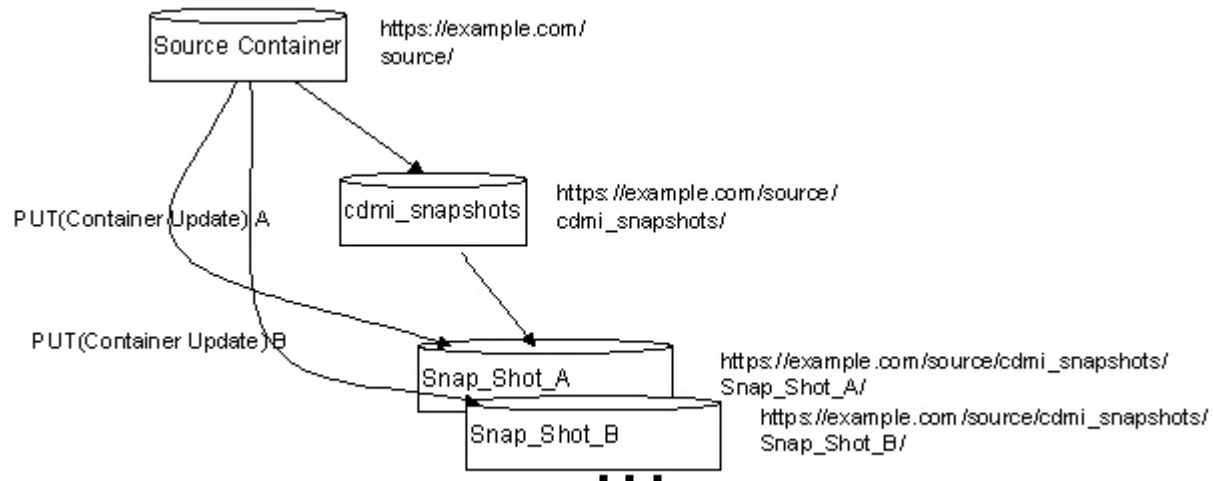 Source Container
https://example.com/
source/
cdmi_snapshots
https://example.com/source/
cdmi_snapshots/
PUT(Container Update) A
PUT(Container Update) B
Snap_Shot_A
https://example.com/source/cdmi_snapshots/
Snap_Shot_A/
Snap_Shot_B
https://example.com/source/cdmi_snapshots/
Snap_Shot_B/
...